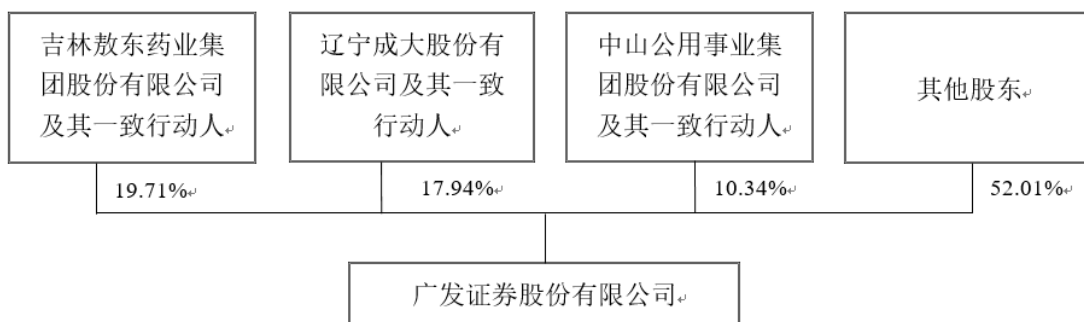 吉林敖东药业集
团股份有限公司
及其一致行动人
辽宁成大股份有
限公司及其一致
行动人
中山公用事业集
团股份有限公司
及其一致行动人
其他股东
19.71%
17.94%
10.34%
52.01%
广发证券股份有限公司